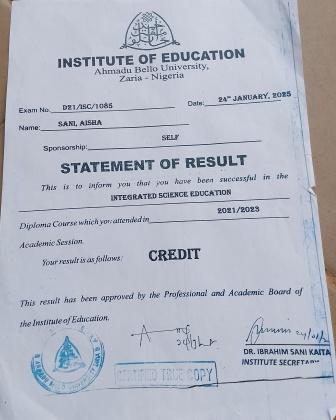 INSTITUTE OF EDUCATION
Ahmadu Bello University,
Zaria - Nigeria
Exam No. D21/ISC/1085 Date: 24TH JANUARY, 2025
Name: SANI, AISHA
Sponsorship: SELF
STATEMENT OF RESULT
This is to inform you that you have been successful in the
INTEGRATED SCIENCE EDUCATION
Diploma Course which you attended in 2021/2023
Academic Session.
Your result is as follows: CREDIT
This result has been approved by the Professional and Academic Board of
the Institute of Education.
DR. IBRAHIM SANI KAITA
INSTITUTE SECRETARY
CERTIFIED TRUE COPY